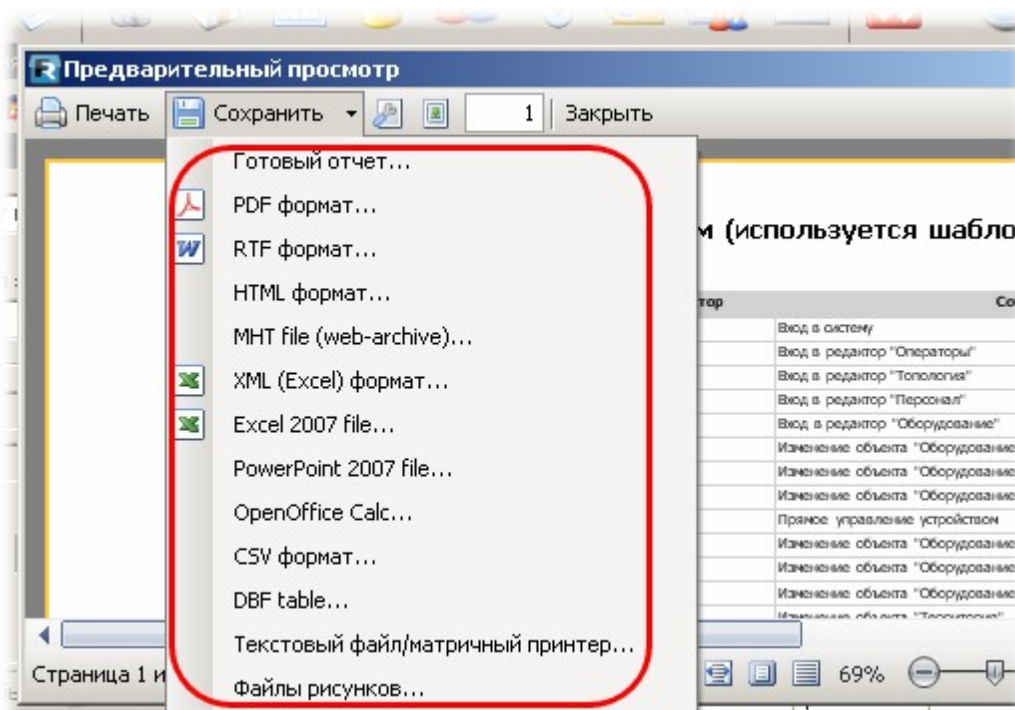 Предварительный просмотр
Печать Сохранить 1 Закрыть
Готовый отчет...
PDF формат...
RTF формат...
HTML формат...
MHT file (web-archive)...
XML (Excel) формат...
Excel 2007 file...
PowerPoint 2007 file...
OpenOffice Calc...
CSV формат...
DBF table...
Текстовый файл/матричный принтер...
Файлы рисунков...
м (используется шабло
тор Со
Вход в систему
Вход в редактор "Операторы"
Вход в редактор "Топология"
Вход в редактор "Персонал"
Вход в редактор "Оборудование"
Изменение объекта "Оборудование
Изменение объекта "Оборудование
Изменение объекта "Оборудование
Прямое управление устройством
Изменение объекта "Оборудование
Изменение объекта "Оборудование
Изменение объекта "Оборудование
Изменение объекта "Территория"
Страница 1 и
69%